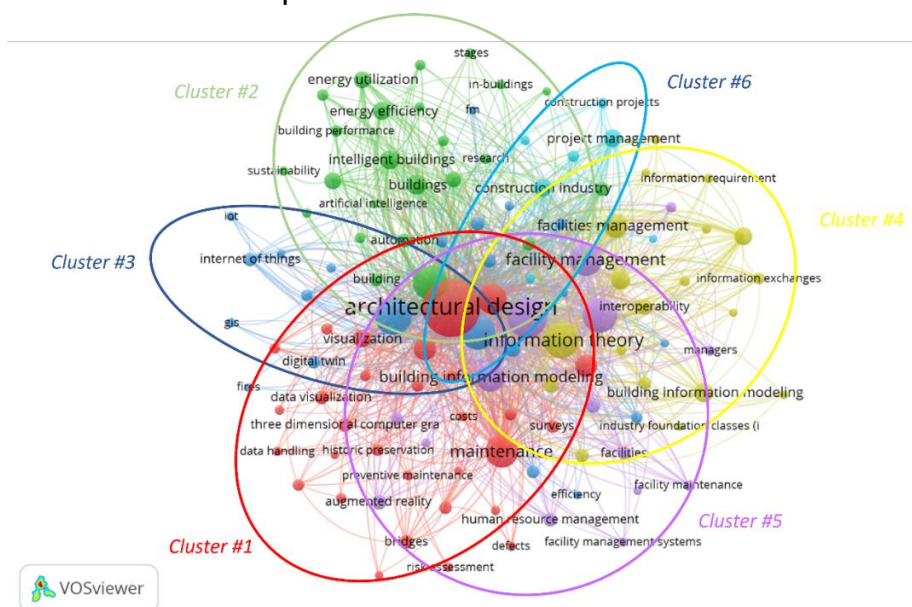 stages
Cluster #6
energy utilization
in-buildings
Cluster #2
construction projects
energy efficiency
fm
building performance
project management
intelligent buildings
research
sustainability
information requirement
buildings
construction industry
artificial intelligence
iot
facilities management
Cluster #4
automation
internet of things
facility management
Cluster #3
building
information exchanges
architectural design
interoperability
gis
visualization
information theory
digital twin
managers
building information modeling
fires
data visualization
building information modeling
costs
three dimensional computer gra
surveys
industry foundation classes (i
data handling
historic preservation
maintenance
facilities
preventive maintenance
facility maintenance
efficiency
augmented reality
human resource management
Cluster #5
bridges
defects
facility management systems
Cluster #1
risk assessment
VOSviewer